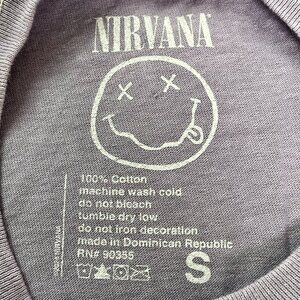 NIRVANA
100% Cotton
machine wash cold
do not bleach
tumble dry low
do not iron decoration
made in Dominican Republic
RN# 90355
S